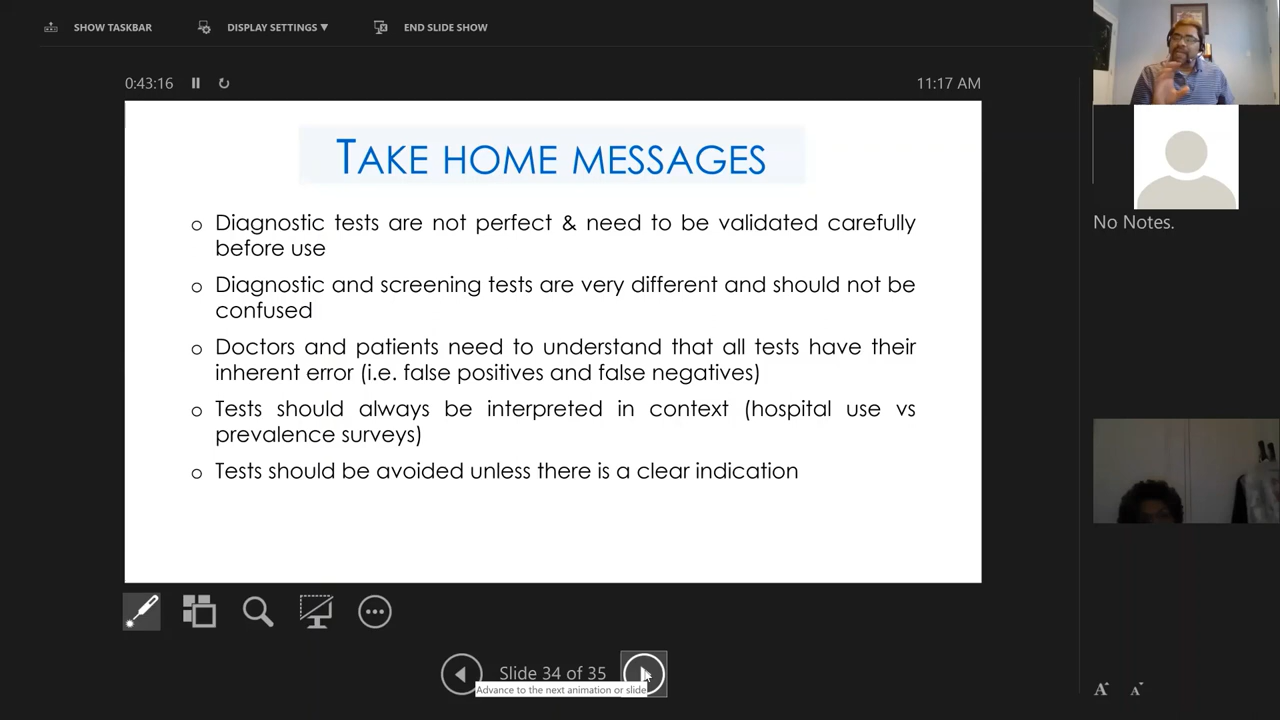 SHOW TASKBAR
DISPLAY SETTINGS ▼
END SLIDE SHOW
0:43:16
11:17 AM
TAKE HOME MESSAGES
o Diagnostic tests are not perfect & need to be validated carefully
before use
o Diagnostic and screening tests are very different and should not be
confused
o Doctors and patients need to understand that all tests have their
inherent error (i.e. false positives and false negatives)
o Tests should always be interpreted in context (hospital use vs
prevalence surveys)
o Tests should be avoided unless there is a clear indication
No Notes.
Slide 34 of 35
Advance to the next animation or slide
A A